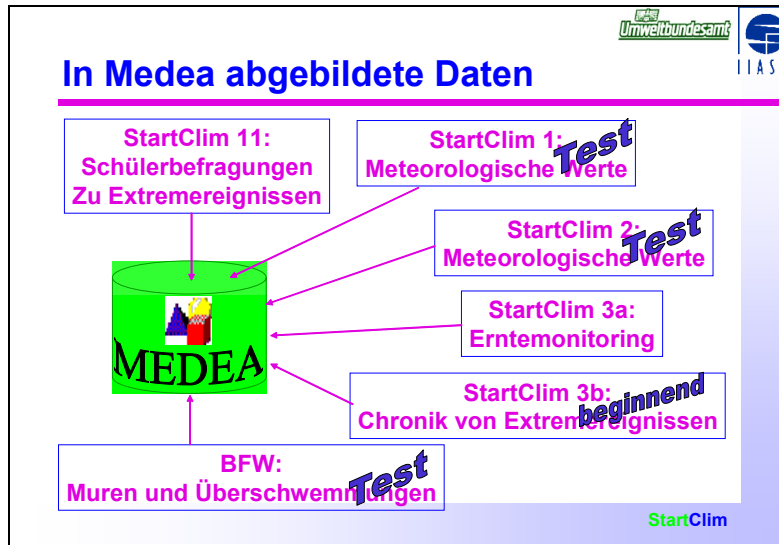 Umweltbundesamt
IIAS
In Medea abgebildete Daten
StartClim 11:
Schülerbefragungen
Zu Extremereignissen
StartClim 1:
Meteorologische Werte
Test
StartClim 2:
Meteorologische Werte
Test
StartClim 3a:
Erntemonitoring
MEDEA
StartClim 3b:
Chronik von Extremereignissen
beginnend
BFW:
Muren und Überschwemmungen
Test
StartClim